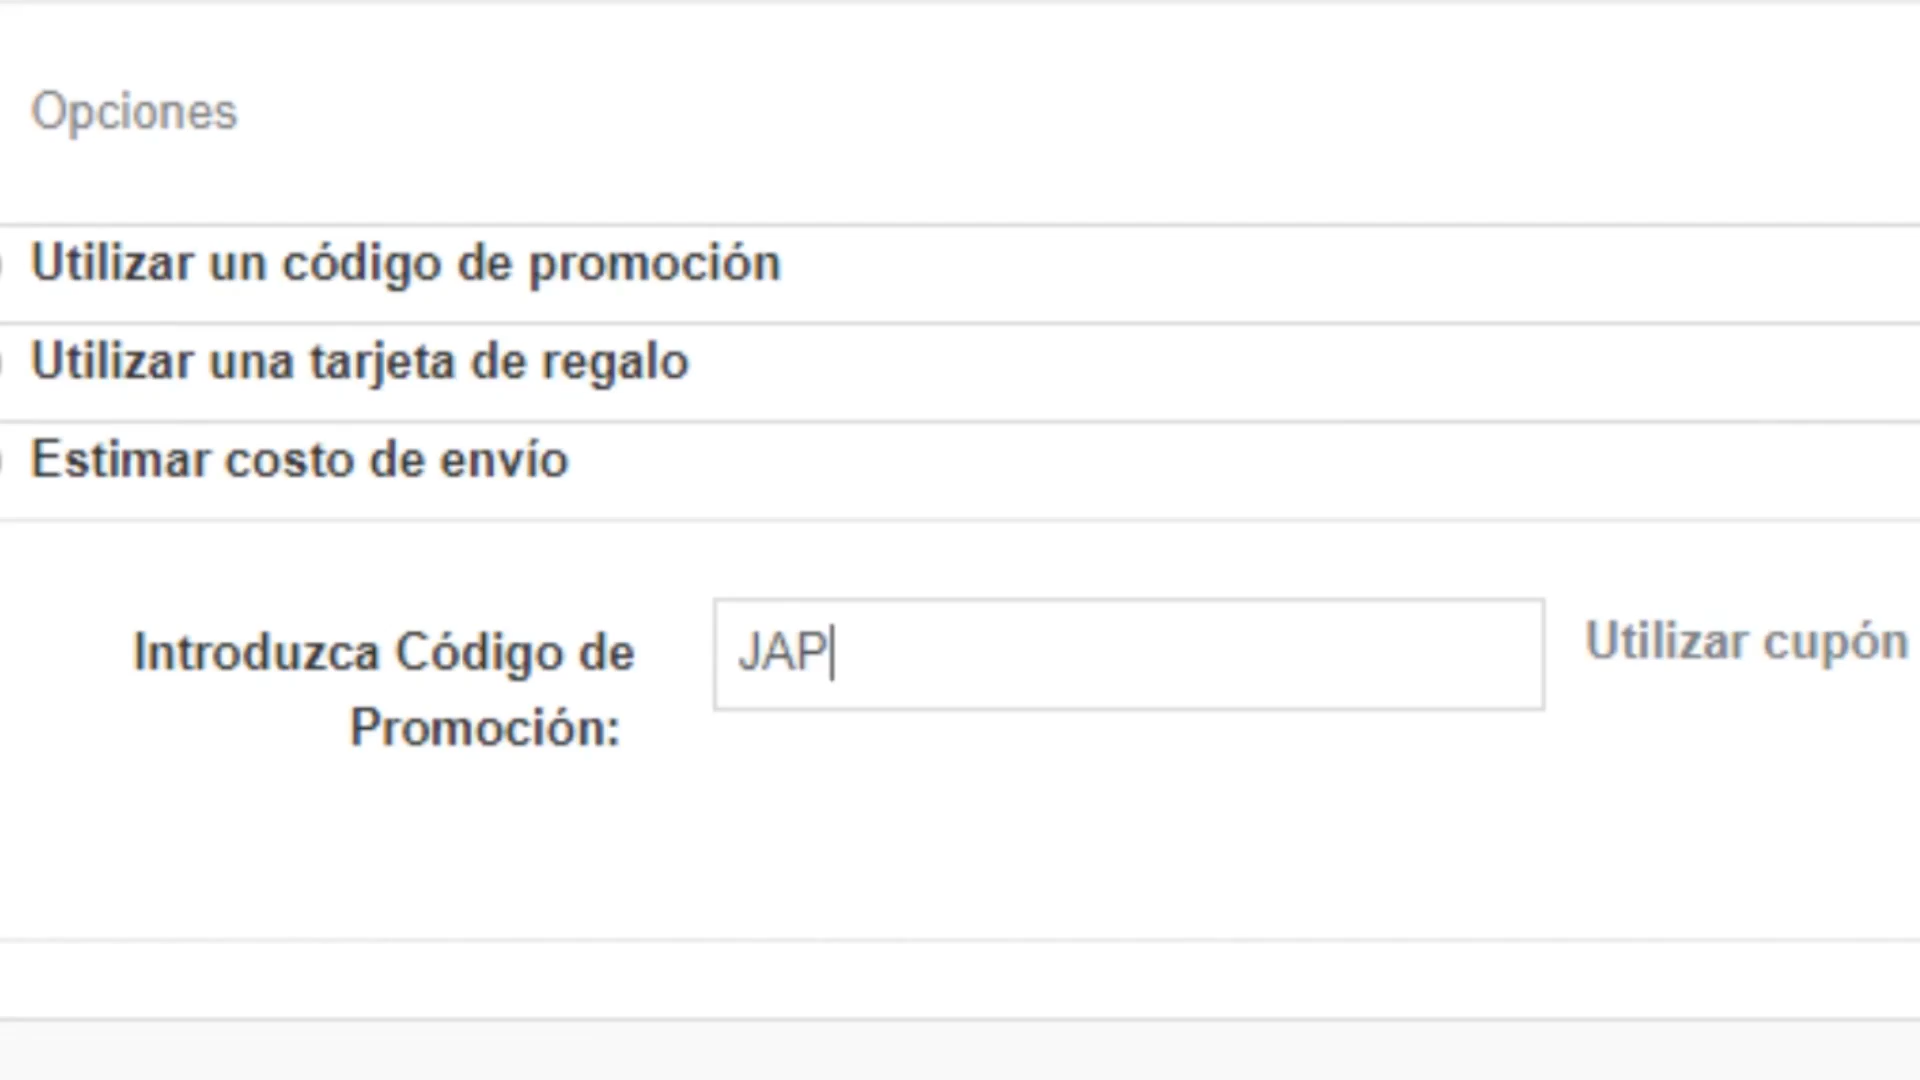 Opciones
Utilizar un código de promoción
Utilizar una tarjeta de regalo
Estimar costo de envío
Introduzca Código de
Promoción:
JAP
Utilizar cupón